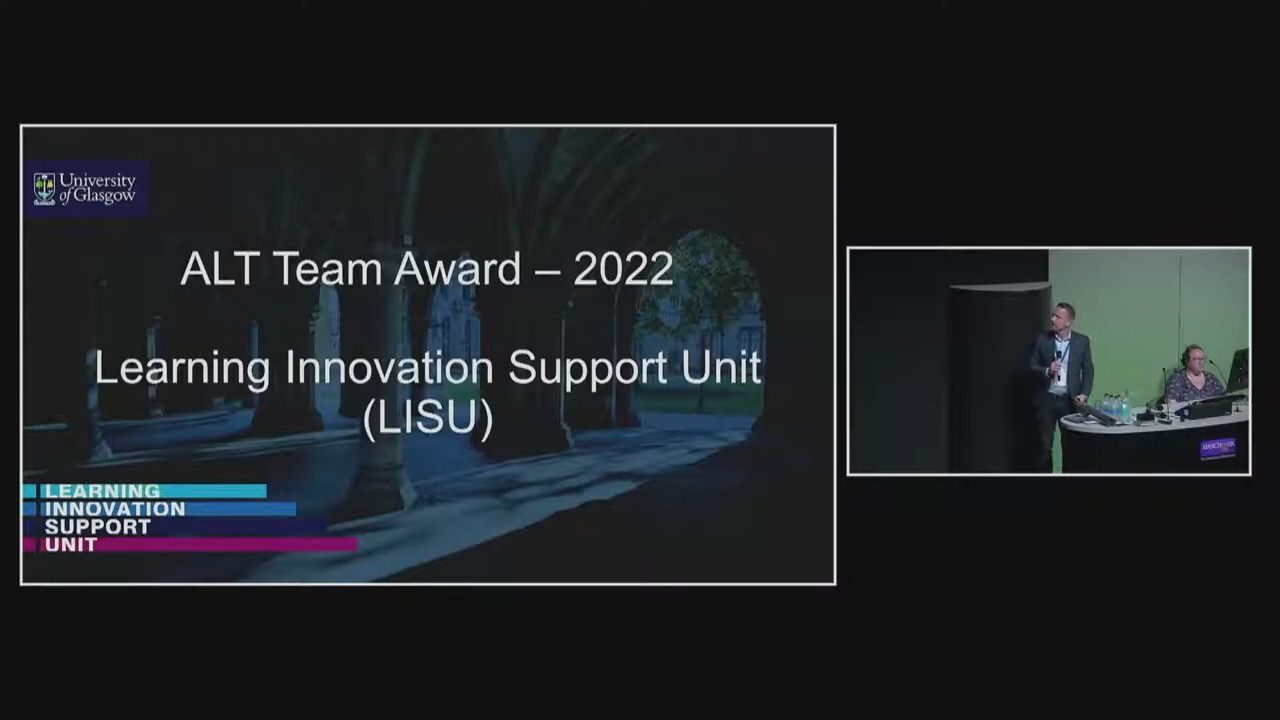 University
of Glasgow
ALT Team Award – 2022
Learning Innovation Support Unit
(LISU)
LEARNING
INNOVATION
SUPPORT
UNIT